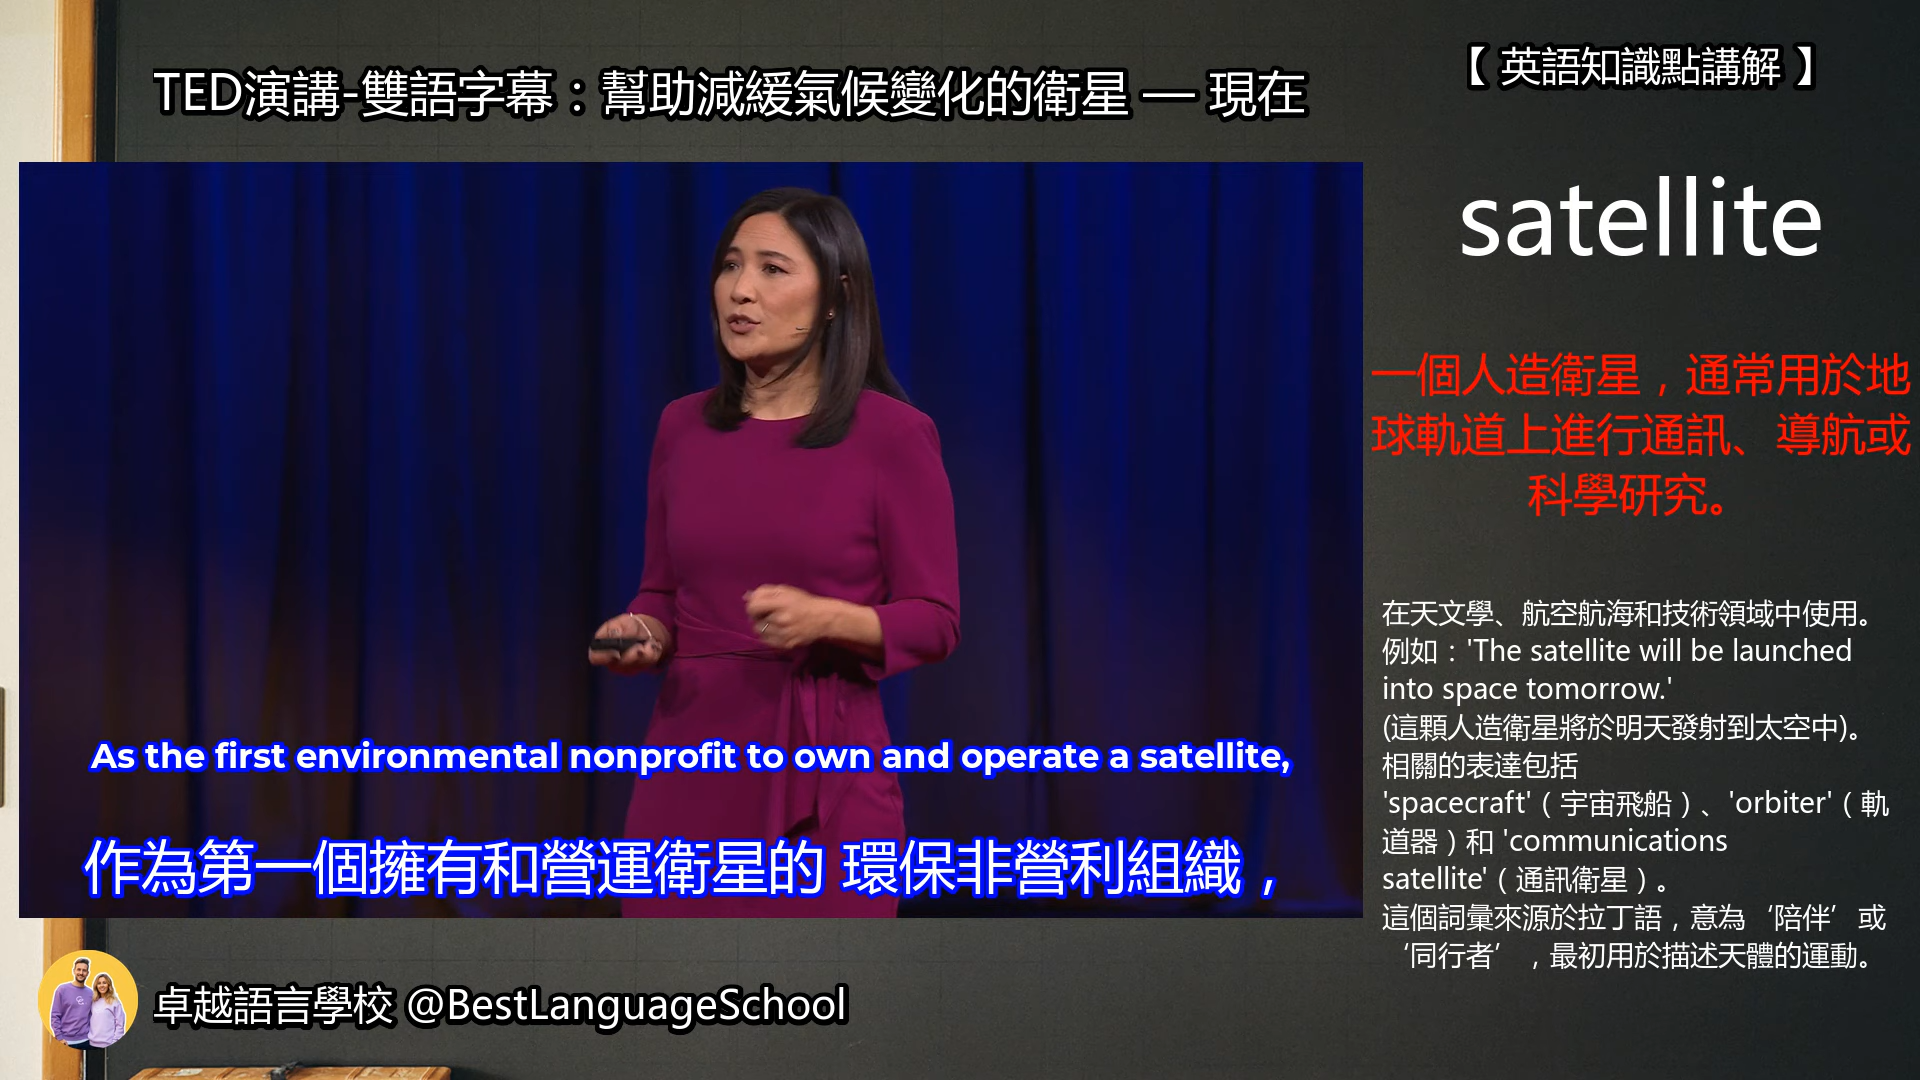 TED演講-雙語字幕：幫助減緩氣候變化的衛星 — 現在
【 英語知識點講解 】
satellite
一個人造衛星，通常用於地
球軌道上進行通訊、導航或
科學研究。
在天文學、航空航海和技術領域中使用。
例如：'The satellite will be launched
into space tomorrow.'
(這顆人造衛星將於明天發射到太空中)。
相關的表達包括
'spacecraft'（宇宙飛船）、'orbiter'（軌
道器）和 'communications
satellite'（通訊衛星）。
這個詞彙來源於拉丁語，意為‘陪伴’或
‘同行者’，最初用於描述天體的運動。
As the first environmental nonprofit to own and operate a satellite,
作為第一個擁有和營運衛星的 環保非營利組織，
卓越語言學校 @BestLanguageSchool